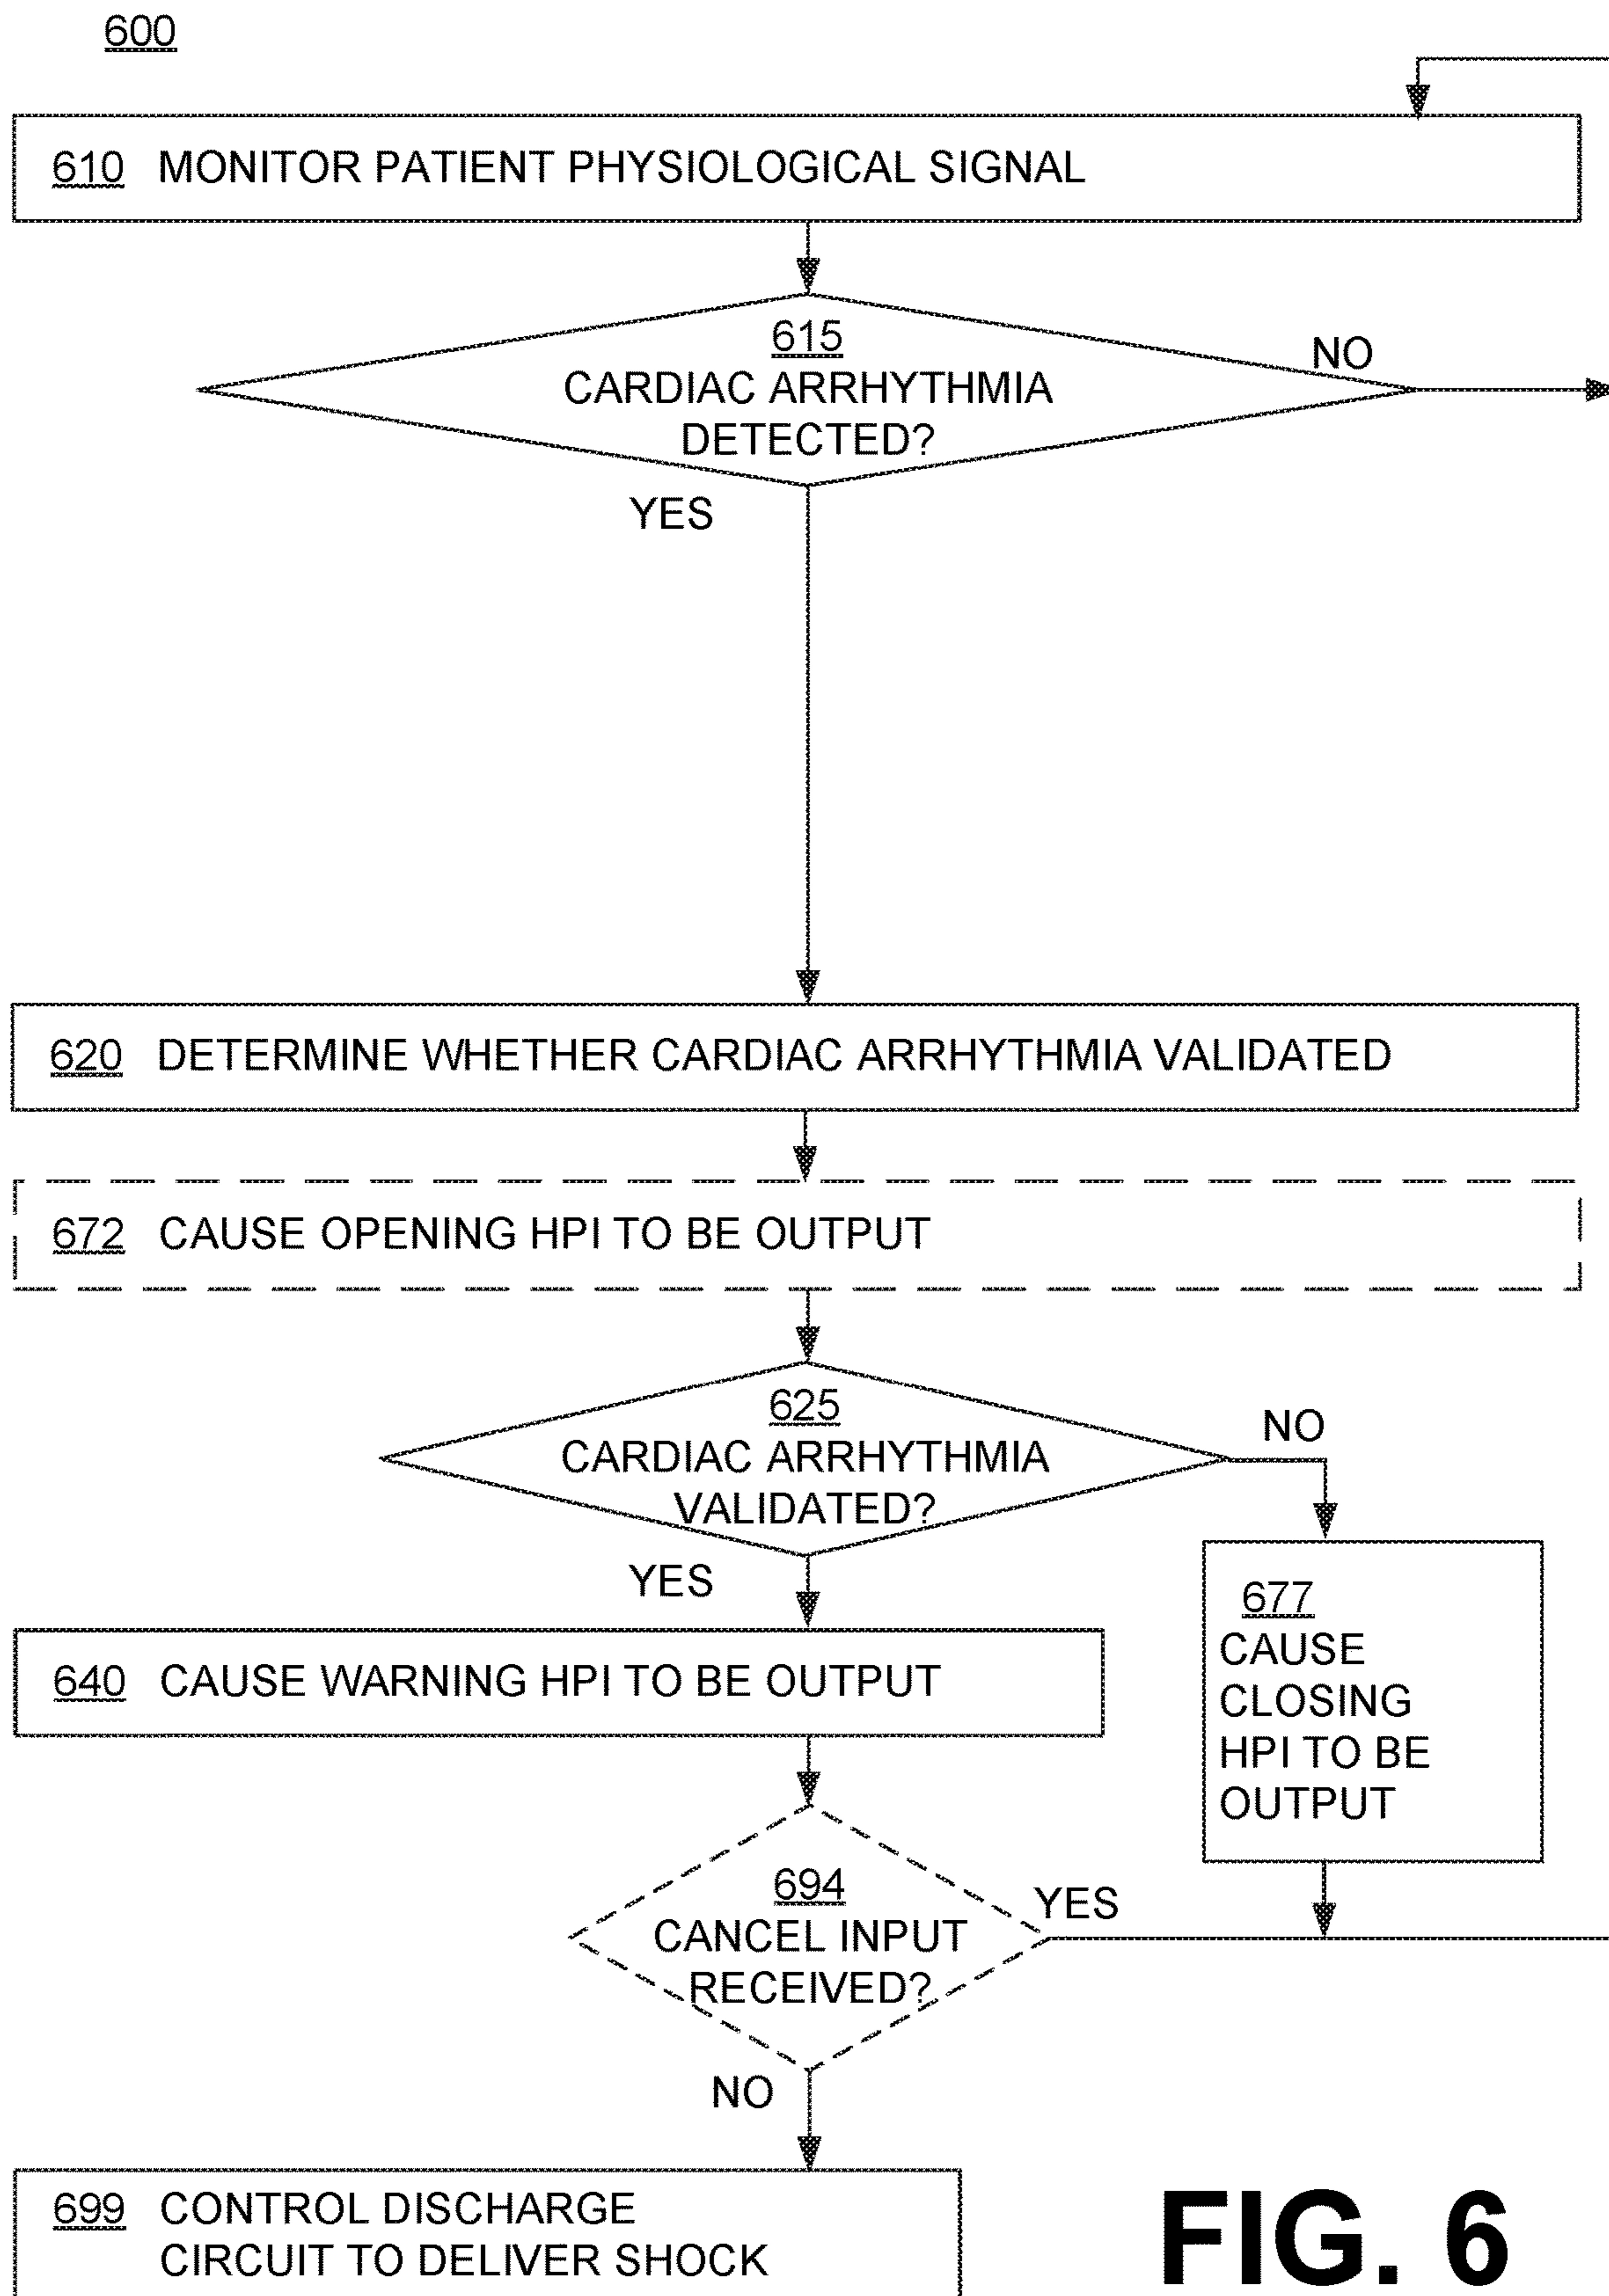 600
610 MONITOR PATIENT PHYSIOLOGICAL SIGNAL
615
CARDIAC ARRHYTHMIA
DETECTED?
NO
YES
620 DETERMINE WHETHER CARDIAC ARRHYTHMIA VALIDATED
672 CAUSE OPENING HPI TO BE OUTPUT
625
CARDIAC ARRHYTHMIA
VALIDATED?
NO
YES
677
CAUSE
CLOSING
HPI TO BE
OUTPUT
640 CAUSE WARNING HPI TO BE OUTPUT
694
CANCEL INPUT
RECEIVED?
YES
NO
699 CONTROL DISCHARGE
CIRCUIT TO DELIVER SHOCK
FIG. 6